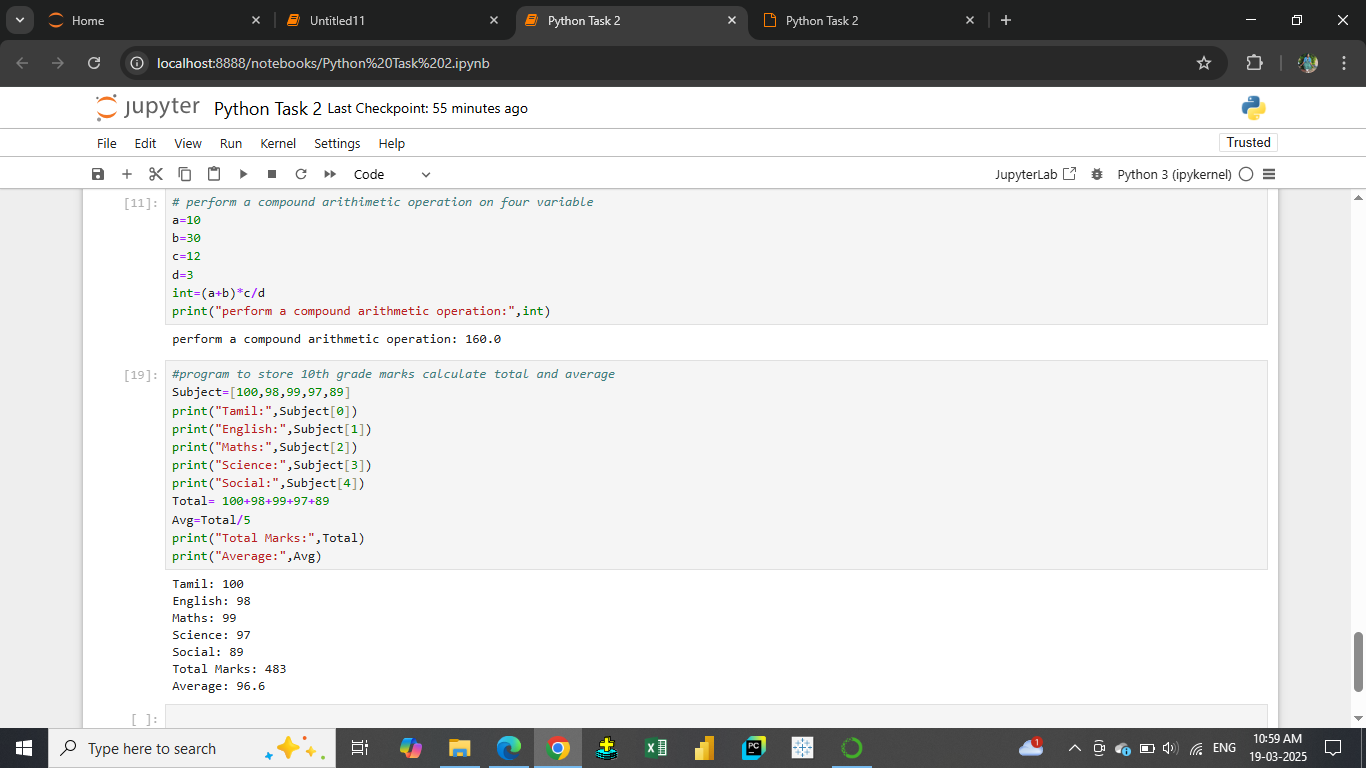 Home
Untitled11
Python Task 2
Python Task 2
localhost:8888/notebooks/Python%20Task%202.ipynb
jupyter Python Task 2 Last Checkpoint: 55 minutes ago
File Edit View Run Kernel Settings Help
Trusted
Code
JupyterLab
Python 3 (ipykernel)
[11]:
# perform a compound arithimetic operation on four variable
a=10
b=30
c=12
d=3
int=(a+b)*c/d
print("perform a compound arithmetic operation:",int)
perform a compound arithmetic operation: 160.0
[19]:
#program to store 10th grade marks calculate total and average
Subject=[100,98,99,97,89]
print("Tamil:",Subject[0])
print("English:",Subject[1])
print("Maths:",Subject[2])
print("Science:",Subject[3])
print("Social:",Subject[4])
Total= 100+98+99+97+89
Avg=Total/5
print("Total Marks:",Total)
print("Average:",Avg)
Tamil: 100
English: 98
Maths: 99
Science: 97
Social: 89
Total Marks: 483
Average: 96.6
[ ]:
Type here to search
PC
1
ENG
10:59 AM
19-03-2025